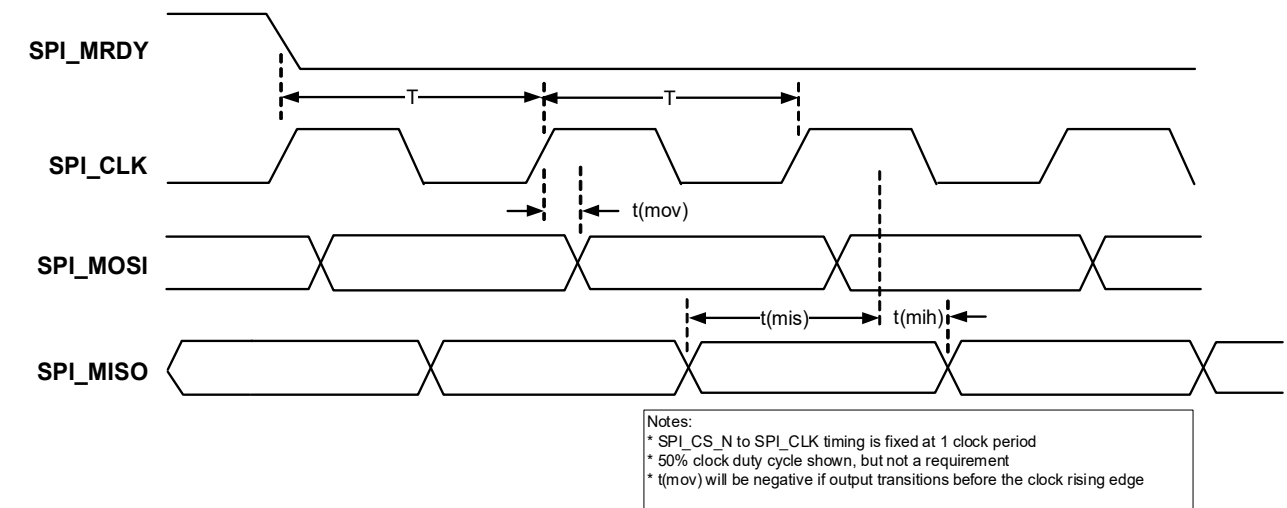 SPI_MRDY
T
T
SPI_CLK
t(mov)
SPI_MOSI
t(mis)
t(mih)
SPI_MISO
Notes:
* SPI_CS_N to SPI_CLK timing is fixed at 1 clock period
* 50% clock duty cycle shown, but not a requirement
* t(mov) will be negative if output transitions before the clock rising edge